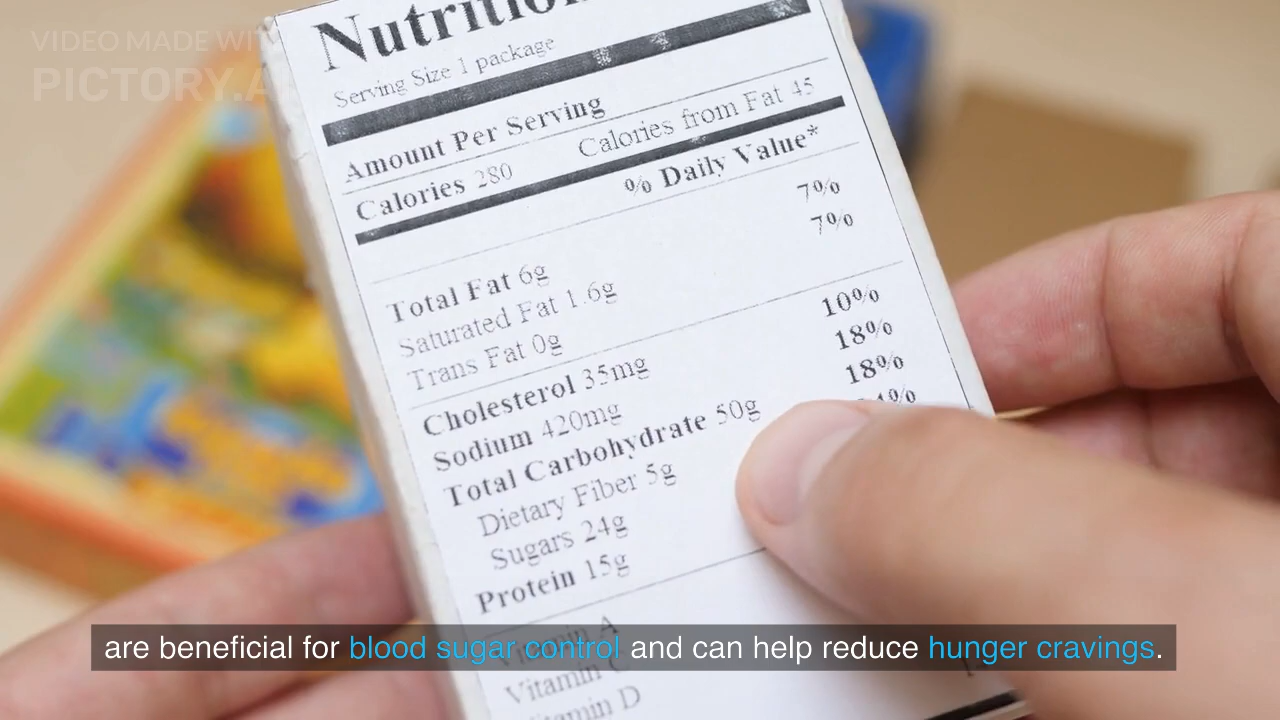 VIDEO MADE WITH
PICTORY.A
Nutrition
Serving Size 1 package
Amount Per Serving
Calories 280 Calories from Fat 45
% Daily Value*
7%
7%
Total Fat 6g
Saturated Fat 1.6g
Trans Fat 0g
10%
Cholesterol 35mg
18%
Sodium 420mg
18%
Total Carbohydrate 50g
Dietary Fiber 5g
Sugars 24g
Protein 15g
Vitamin A
are beneficial for blood sugar control and can help reduce hunger cravings.
Vitamin C
Vitamin D